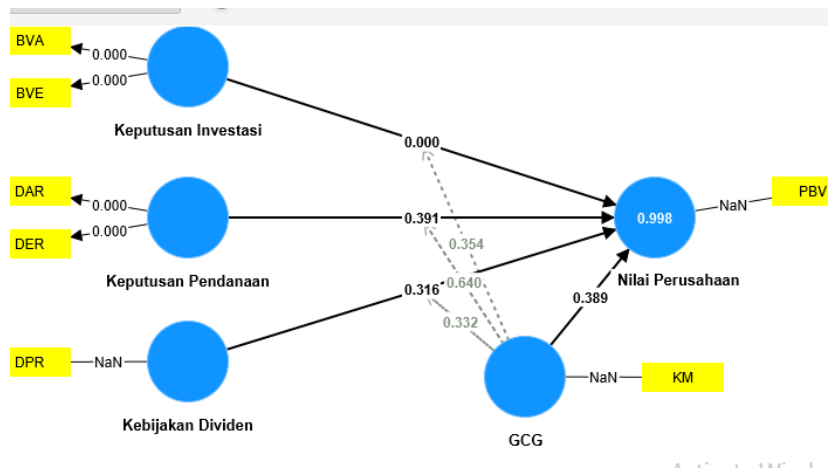 BVA
0.000
0.000
BVE
Keputusan Investasi
0.000
DAR
0.000
0.000
DER
Keputusan Pendanaan
0.391
0.354
0.998
NaN
PBV
Nilai Perusahaan
0.316
0.640
0.389
0.332
DPR
NaN
Kebijakan Dividen
NaN
KM
GCG